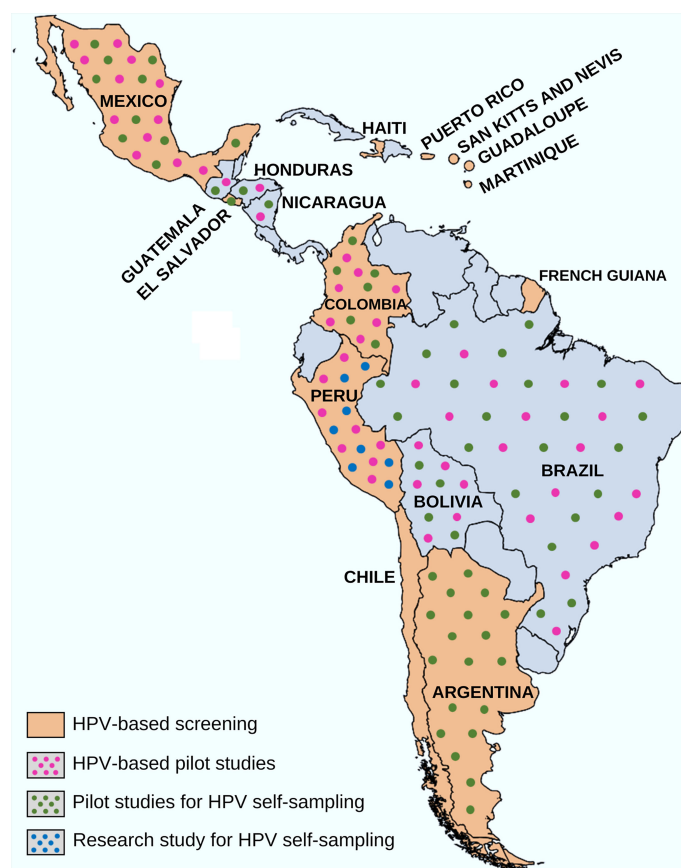 MEXICO
HAITI
PUERTO RICO
SAN KITTS AND NEVIS
GUADALOUPE
MARTINIQUE
HONDURAS
NICARAGUA
GUATEMALA
EL SALVADOR
FRENCH GUIANA
COLOMBIA
PERU
BRAZIL
BOLIVIA
CHILE
ARGENTINA
HPV-based screening
HPV-based pilot studies
Pilot studies for HPV self-sampling
Research study for HPV self-sampling